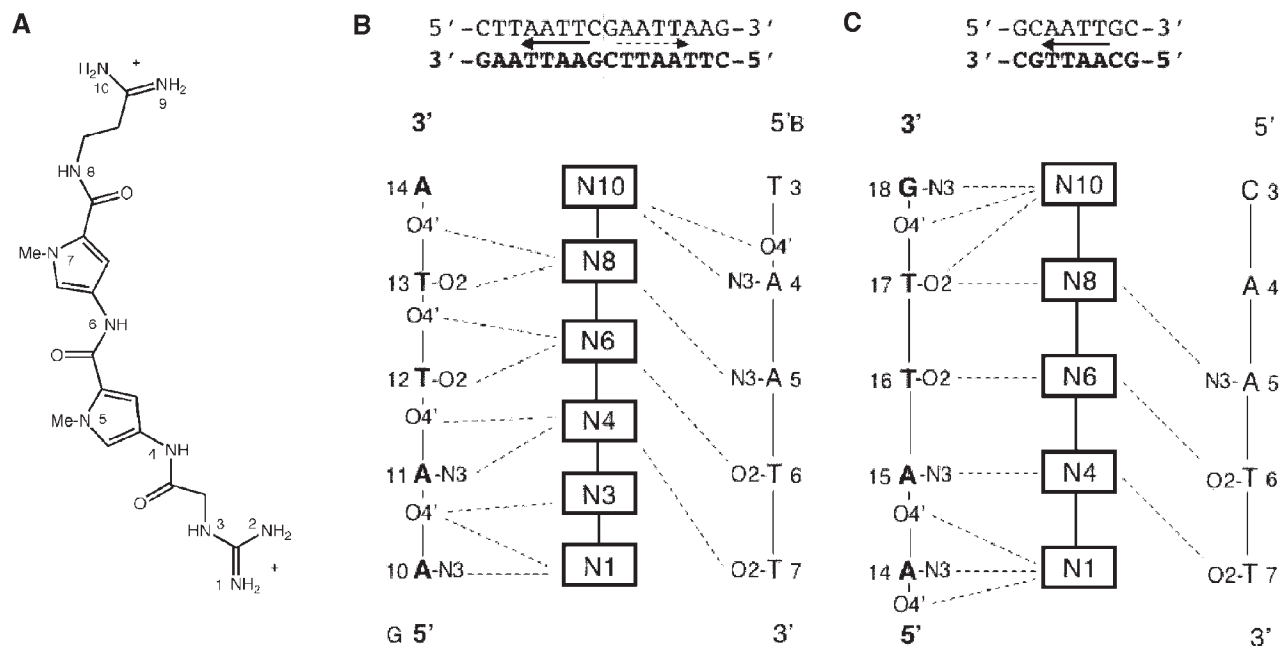 A
B
C
5'-CTTAATTCGAATTAAG-3'
3'-GAATTAAGCTTAATTC-5'
5'-GCAATTGC-3'
3'-CGTTAACG-5'
H₂N
+
10
NH₂
9
HN 8
O
Me-N 7
6 NH
O
Me-N 5
4 NH
O
HN 3
2 NH₂
1 NH₂
+
3' 5'B
14 A N10 T 3
O4' O4'
N8
13 T-O2 N3-A 4
O4' N6
12 T-O2 N3-A 5
O4' N4
11 A-N3 O2-T 6
N3
O4'
10 A-N3 N1 O2-T 7
G 5' 3'
3' 5'
18 G-N3 N10 C 3
O4'
17 T-O2 N8 A 4
16 T-O2 N6 N3-A 5
15 A-N3 N4 O2-T 6
O4'
14 A-N3 N1 O2-T 7
O4'
5' 3'